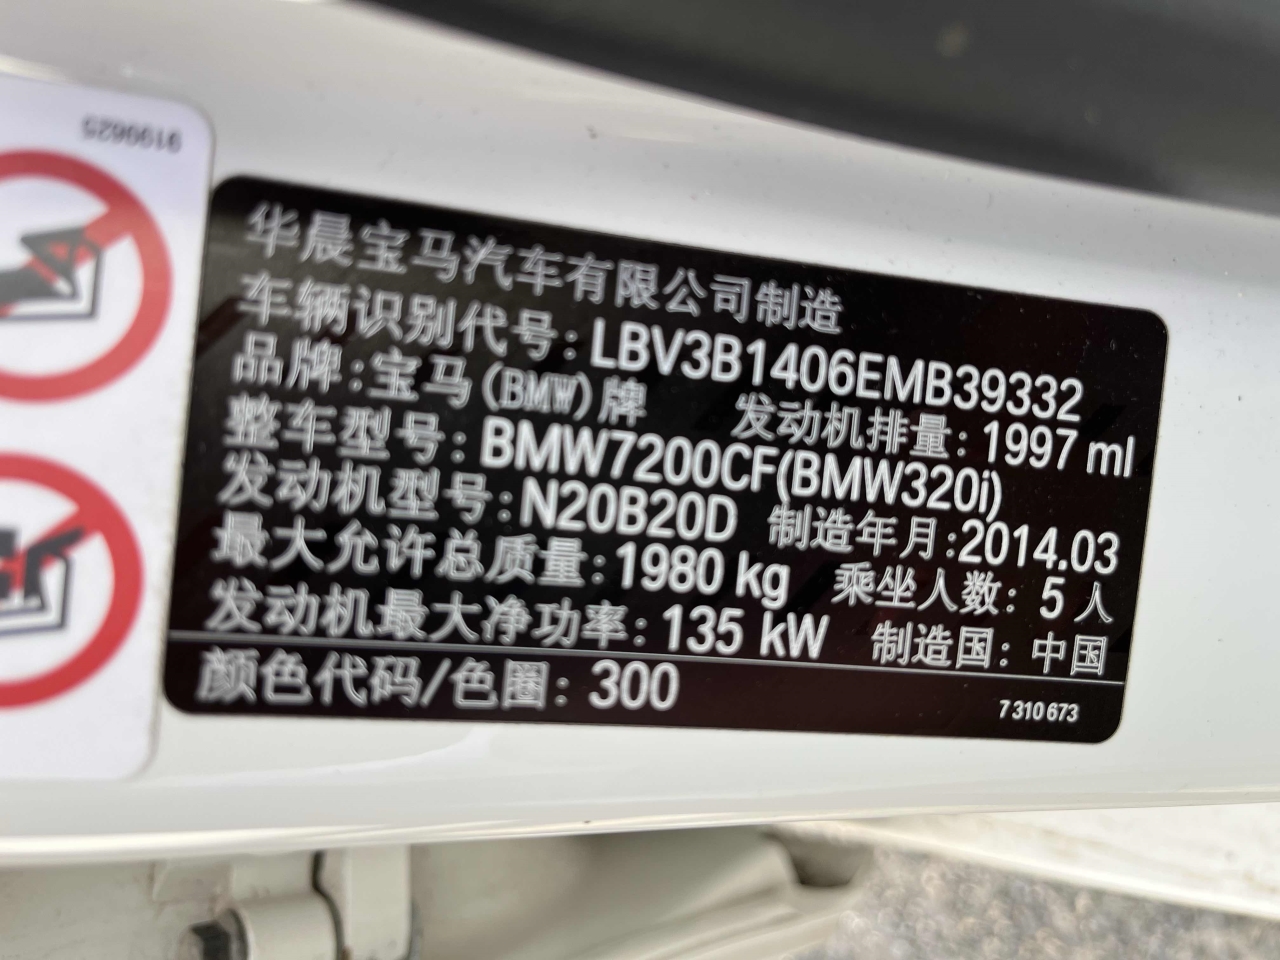 9199625
华晨宝马汽车有限公司制造
车辆识别代号: LBV3B1406EMB39332
品牌: 宝马(BMW)牌 发动机排量: 1997 ml
整车型号: BMW7200CF(BMW320i)
发动机型号: N20B20D 制造年月: 2014.03
最大允许总质量: 1980 kg 乘坐人数: 5 人
发动机最大净功率: 135 kW 制造国: 中国
颜色代码/色圈: 300
7 310 673